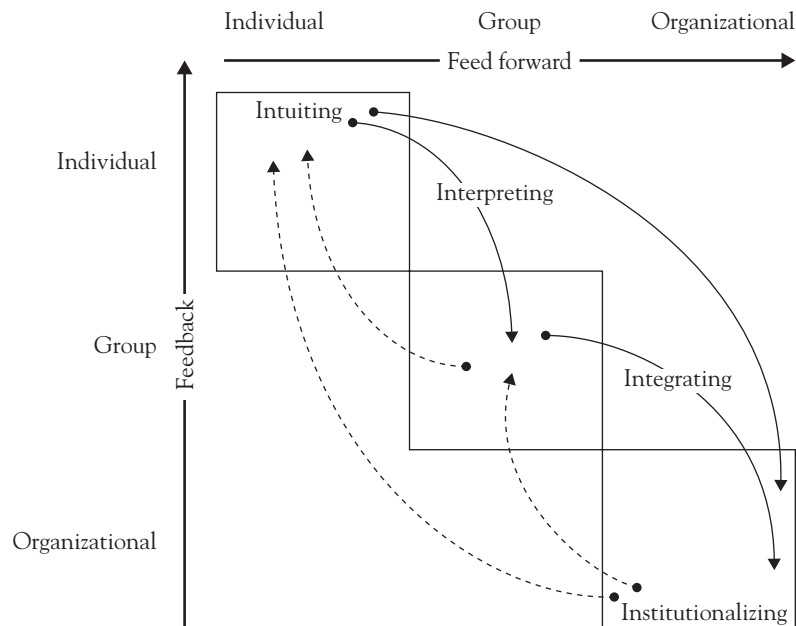 Individual Group Organizational
Feed forward
Intuiting
Individual
Interpreting
Group
Feedback
Integrating
Organizational
Institutionalizing